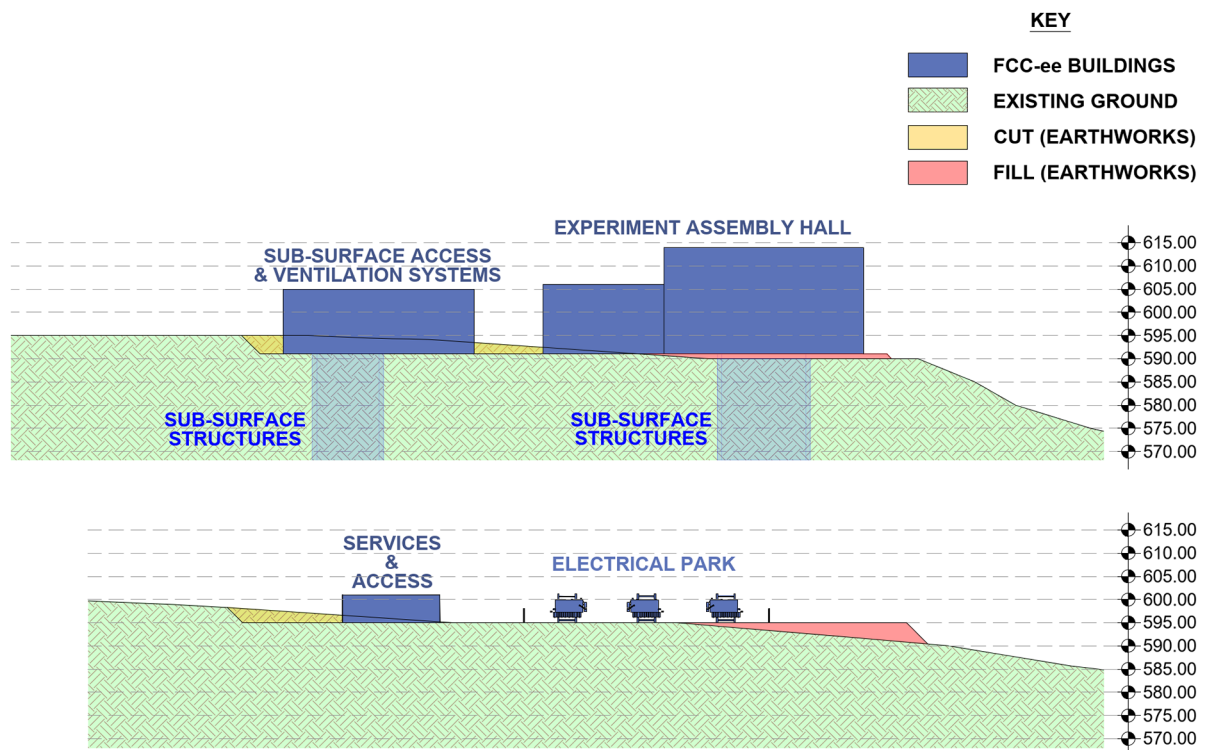 KEY
FCC-ee BUILDINGS
EXISTING GROUND
CUT (EARTHWORKS)
FILL (EARTHWORKS)
EXPERIMENT ASSEMBLY HALL
SUB-SURFACE ACCESS
& VENTILATION SYSTEMS
615.00
610.00
605.00
600.00
595.00
590.00
585.00
580.00
575.00
570.00
SUB-SURFACE
STRUCTURES
SUB-SURFACE
STRUCTURES
SERVICES
&
ACCESS
ELECTRICAL PARK
615.00
610.00
605.00
600.00
595.00
590.00
585.00
580.00
575.00
570.00